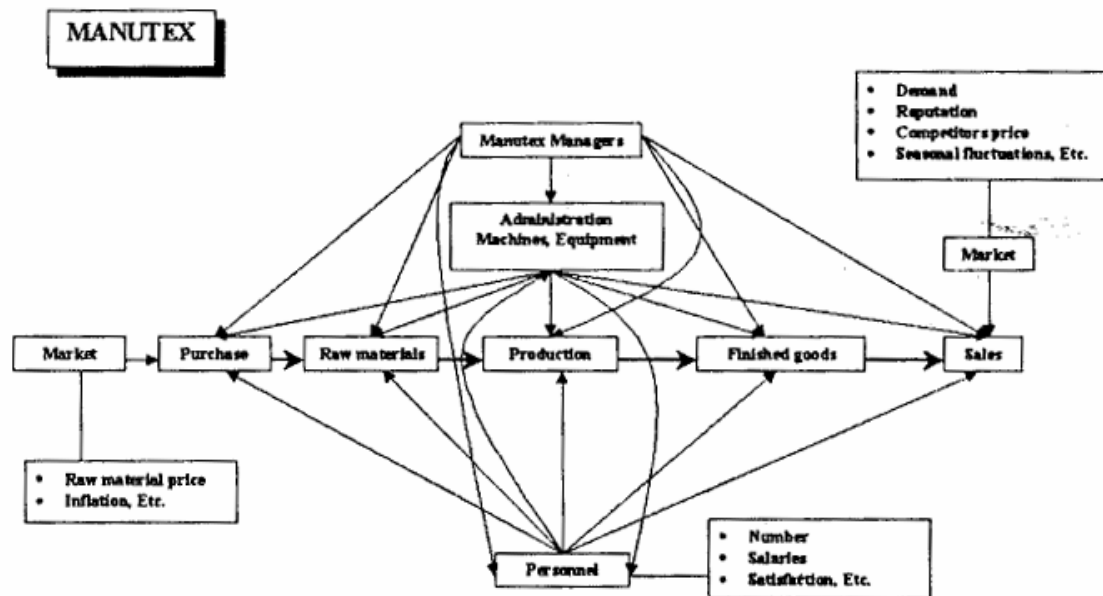 MANUTEX
• Demand
• Reputation
• Competitors price
• Seasonal fluctuations, Etc.
Manutex Managers
Administration
Machines, Equipment
Market
Market
Purchase
Raw materials
Production
Finished goods
Sales
• Raw material price
• Inflation, Etc.
• Number
• Salaries
• Satisfaction, Etc.
Personnel